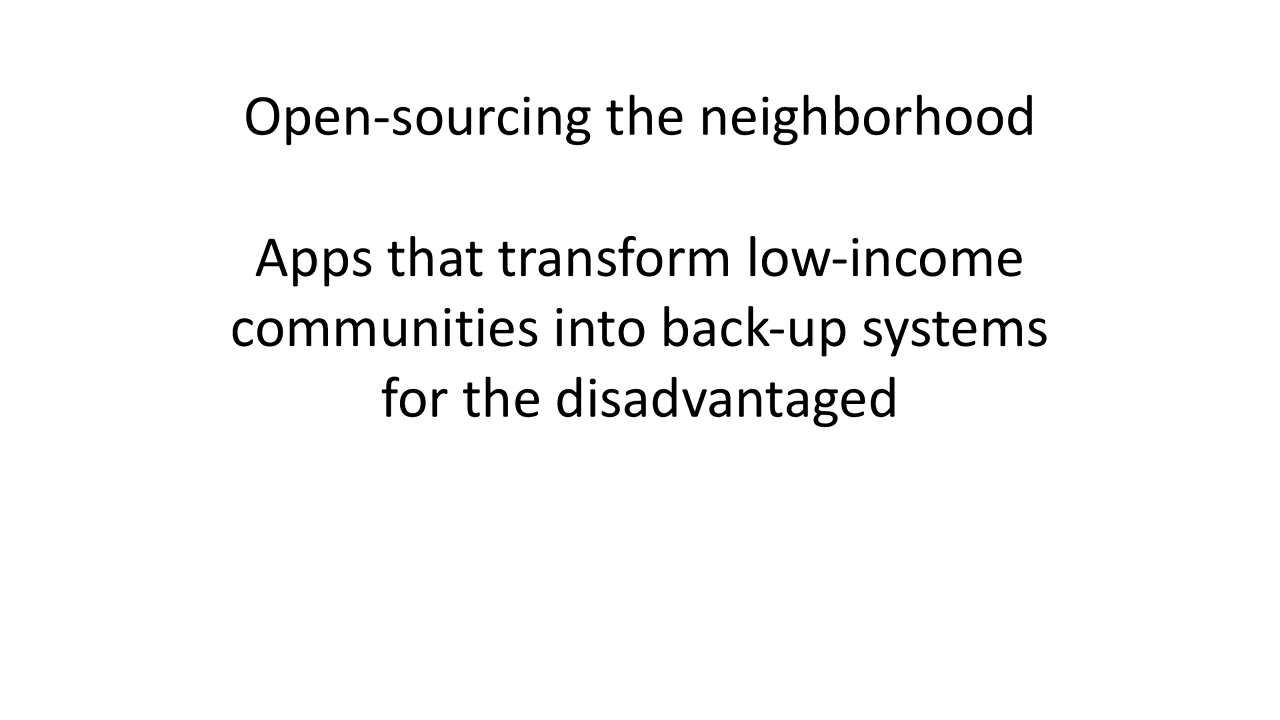 Open-sourcing the neighborhood
Apps that transform low-income
communities into back-up systems
for the disadvantaged